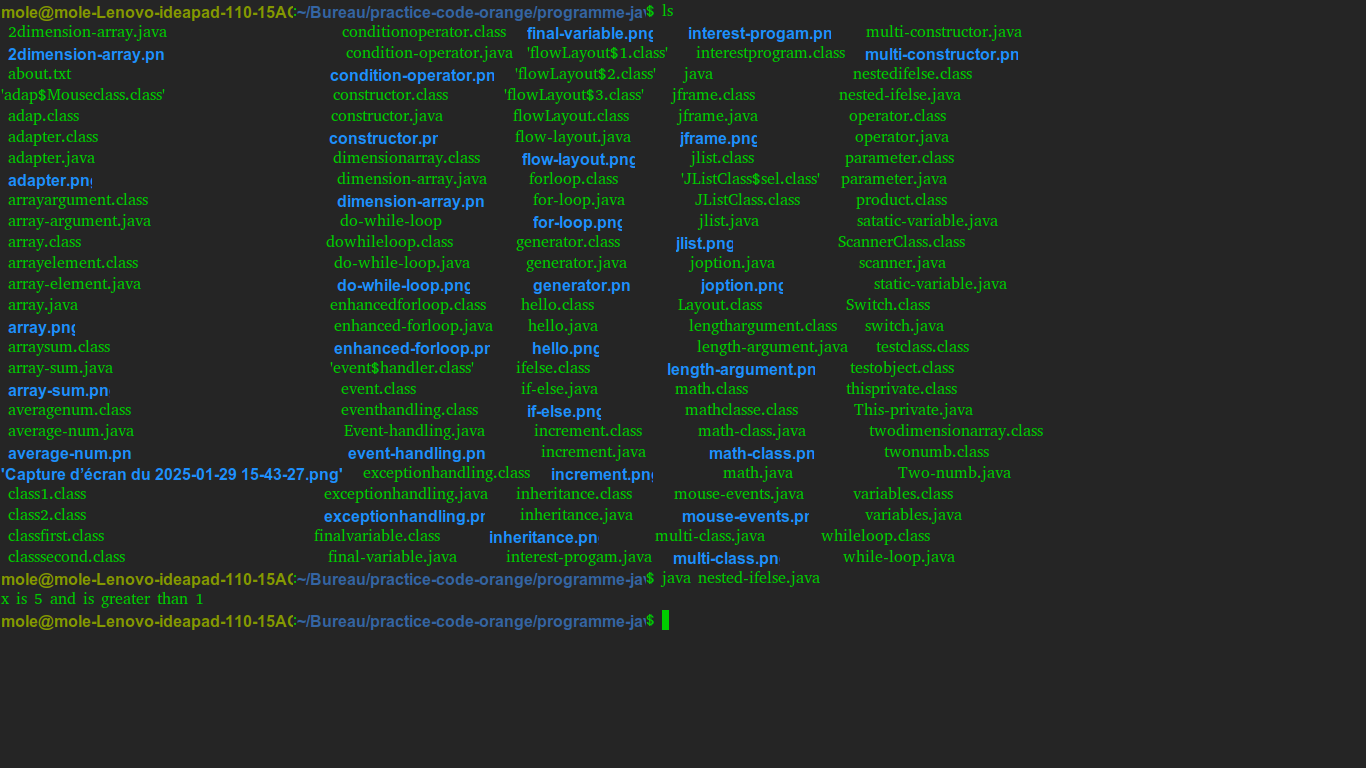 mole@mole-Lenovo-ideapad-110-15AC:~/Bureau/practice-code-orange/programme-jav$ ls
2dimension-array.java conditionoperator.class final-variable.png interest-progam.pn multi-constructor.java
2dimension-array.pn condition-operator.java 'flowLayout$1.class' interestprogram.class multi-constructor.pn
about.txt condition-operator.pn 'flowLayout$2.class' java nestedifelse.class
'adap$Mouseclass.class' constructor.class 'flowLayout$3.class' jframe.class nested-ifelse.java
adap.class constructor.java flowLayout.class jframe.java operator.class
adapter.class constructor.pr flow-layout.java jframe.png operator.java
adapter.java dimensionarray.class flow-layout.png jlist.class parameter.class
adapter.png dimension-array.java forloop.class 'JListClass$sel.class' parameter.java
arrayargument.class dimension-array.pn for-loop.java JListClass.class product.class
array-argument.java do-while-loop for-loop.png jlist.java satatic-variable.java
array.class dowhileloop.class generator.class jlist.png ScannerClass.class
arrayelement.class do-while-loop.java generator.java joption.java scanner.java
array-element.java do-while-loop.png generator.pn joption.png static-variable.java
array.java enhancedforloop.class hello.class Layout.class Switch.class
array.png enhanced-forloop.java hello.java lengthargument.class switch.java
arraysum.class enhanced-forloop.pr hello.png length-argument.java testclass.class
array-sum.java 'event$handler.class' ifelse.class length-argument.pn testobject.class
array-sum.pn event.class if-else.java math.class thisprivate.class
averagenum.class eventhandling.class if-else.png mathclasse.class This-private.java
average-num.java Event-handling.java increment.class math-class.java twodimensionarray.class
average-num.pn event-handling.pn increment.java math-class.pn twonumb.class
'Capture d'écran du 2025-01-29 15-43-27.png' exceptionhandling.class increment.png math.java Two-numb.java
class1.class exceptionhandling.java inheritance.class mouse-events.java variables.class
class2.class exceptionhandling.pr inheritance.java mouse-events.pr variables.java
classfirst.class finalvariable.class inheritance.pn multi-class.java whileloop.class
classsecond.class final-variable.java interest-progam.java multi-class.pn while-loop.java
mole@mole-Lenovo-ideapad-110-15AC:~/Bureau/practice-code-orange/programme-jav$ java nested-ifelse.java
x is 5 and is greater than 1
mole@mole-Lenovo-ideapad-110-15AC:~/Bureau/practice-code-orange/programme-jav$